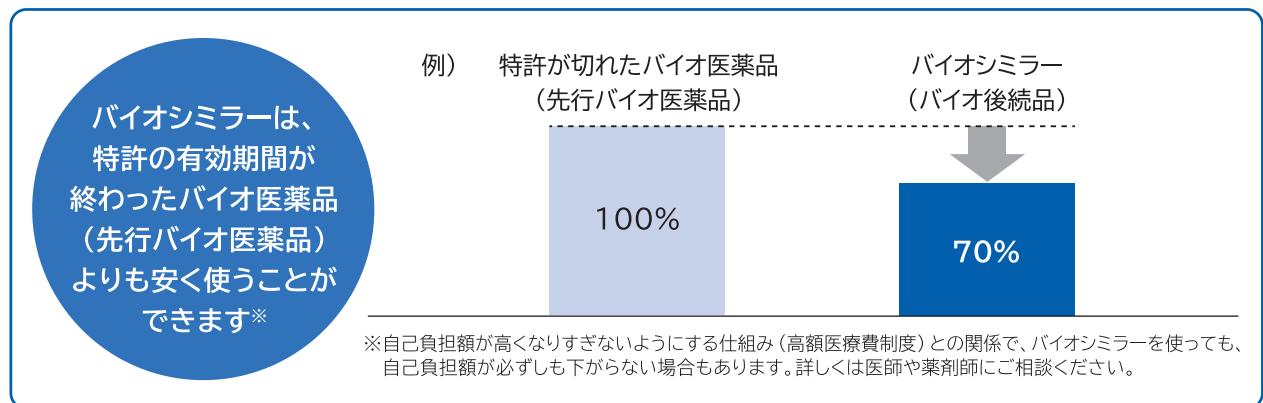 バイオシミラーは、
特許の有効期間が
終わったバイオ医薬品
（先行バイオ医薬品）
よりも安く使うことが
できます※
例） 特許が切れたバイオ医薬品
（先行バイオ医薬品）
バイオシミラー
（バイオ後続品）
100%
70%
※自己負担額が高くなりすぎないようにする仕組み（高額医療費制度）との関係で、バイオシミラーを使っても、
自己負担額が必ずしも下がらない場合もあります。詳しくは医師や薬剤師にご相談ください。